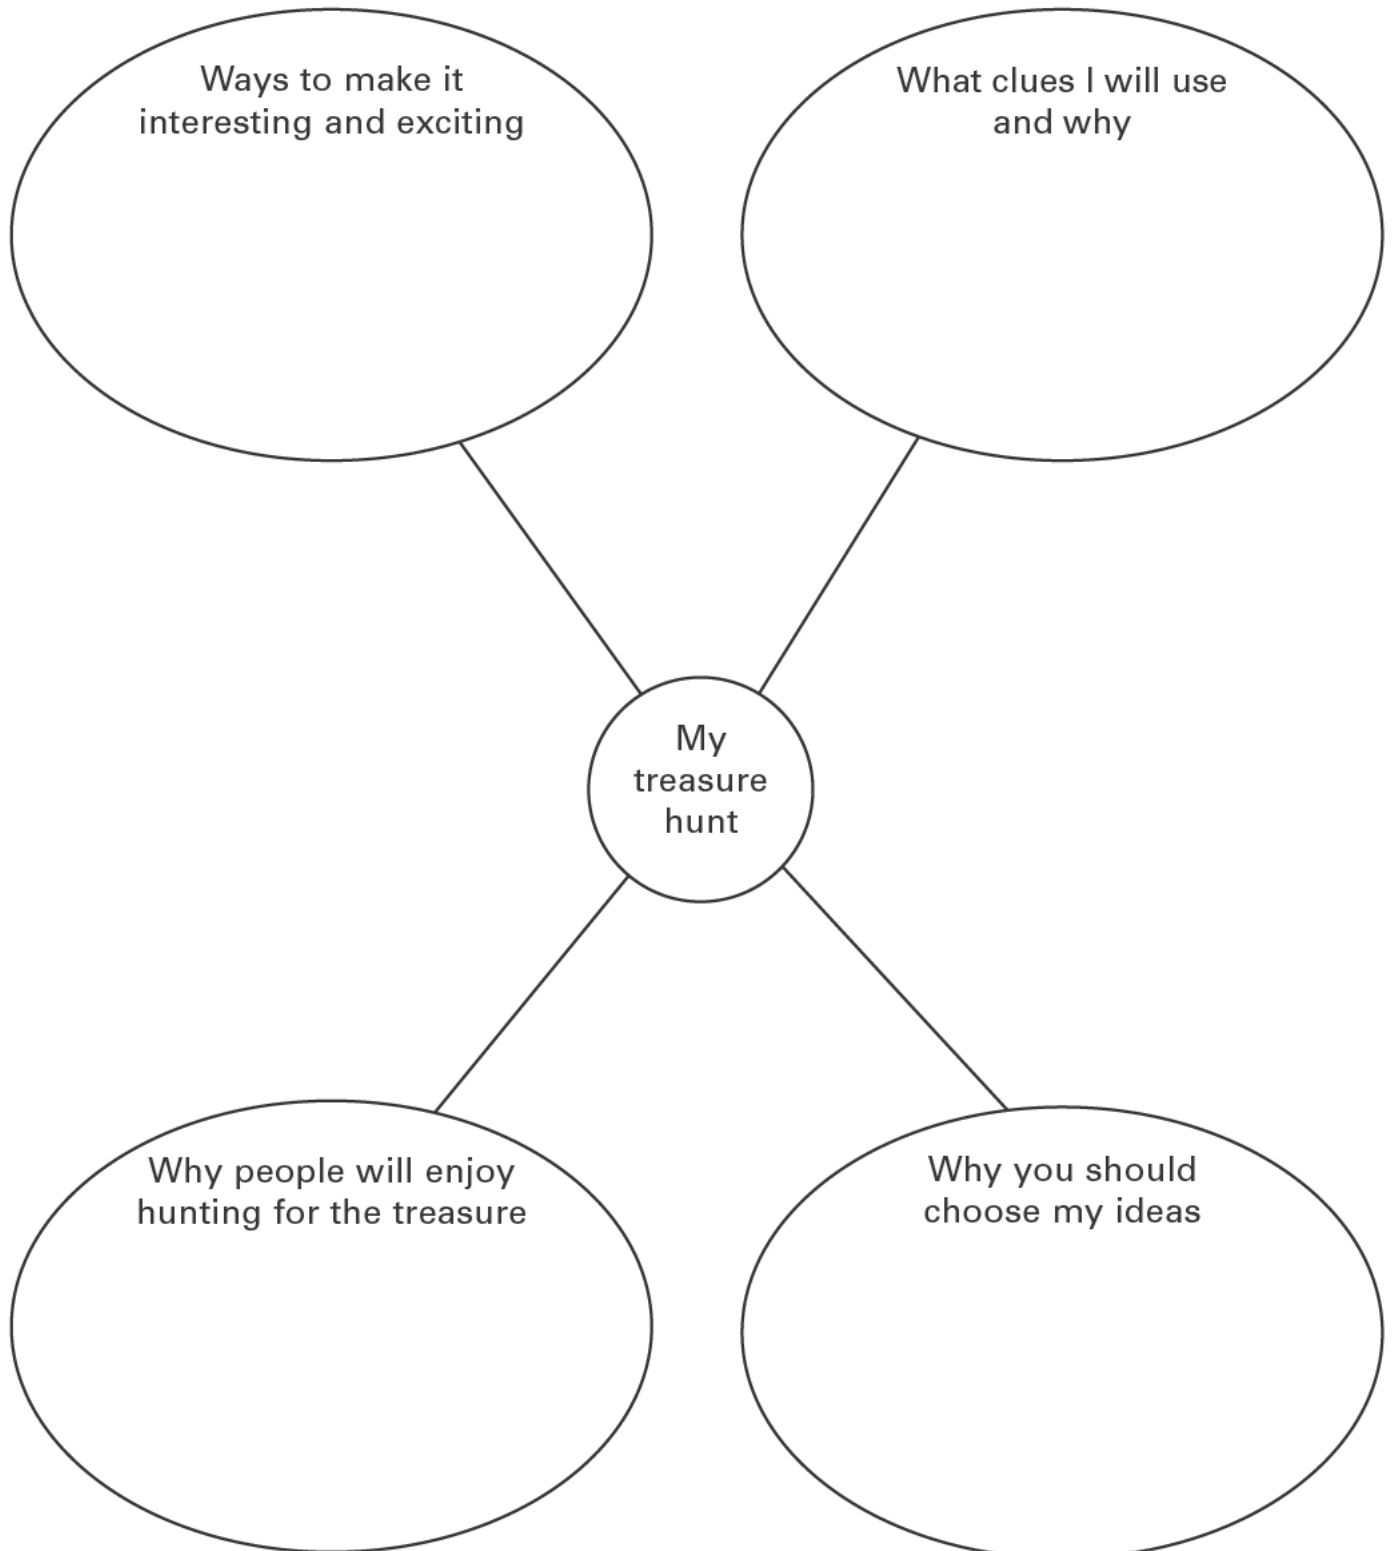 Ways to make it
interesting and exciting
What clues I will use
and why
My
treasure
hunt
Why people will enjoy
hunting for the treasure
Why you should
choose my ideas